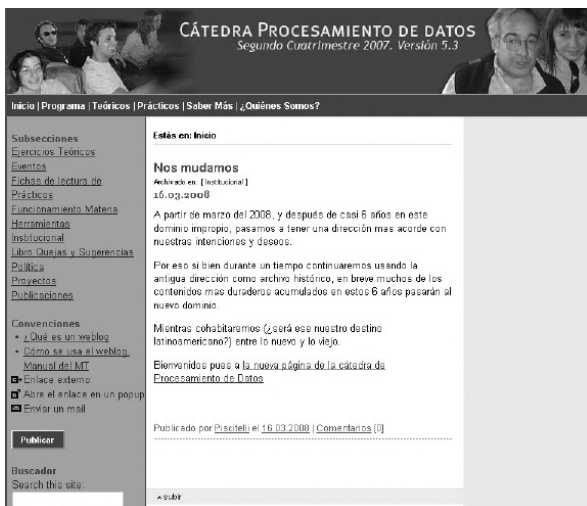 CÁTEDRA PROCESAMIENTO DE DATOS
Segundo Cuatrimestre 2007. Versión 5.3
Inicio | Programa | Teóricos | Prácticos | Saber Más | ¿Quiénes Somos?
Subsecciones
Ejercicios Teóricos
Eventos
Fichas de lectura de
Prácticos
Funcionamiento Materia
Herramientas
Institucional
Libro Quejas y Sugerencias
Política
Proyectos
Publicaciones
Convenciones
¿Qué es un weblog
Cómo se usa el weblog.
Manual del MT
Enlace externo
Abre el enlace en un popup
Enviar un mail
Publicar
Buscador
Search this site:
Estás en: Inicio
Nos mudamos
Archivado en: [Institucional]
16.03.2008
A partir de marzo del 2008, y después de casi 6 años en este
dominio impropio, pasamos a tener una dirección mas acorde con
nuestras intenciones y deseos.
Por eso si bien durante un tiempo continuaremos usando la
antigua dirección como archivo histórico, en breve muchos de los
contenidos mas duraderos acumulados en estos 6 años pasarán al
nuevo dominio.
Mientras cohabitaremos (¿será ese nuestro destino
latinoamericano?) entre lo nuevo y lo viejo.
Bienvenidos pues a la nueva página de la cátedra de
Procesamiento de Datos
Publicado por Piscitelli el 16.03.2008 | Comentarios [0]
subir